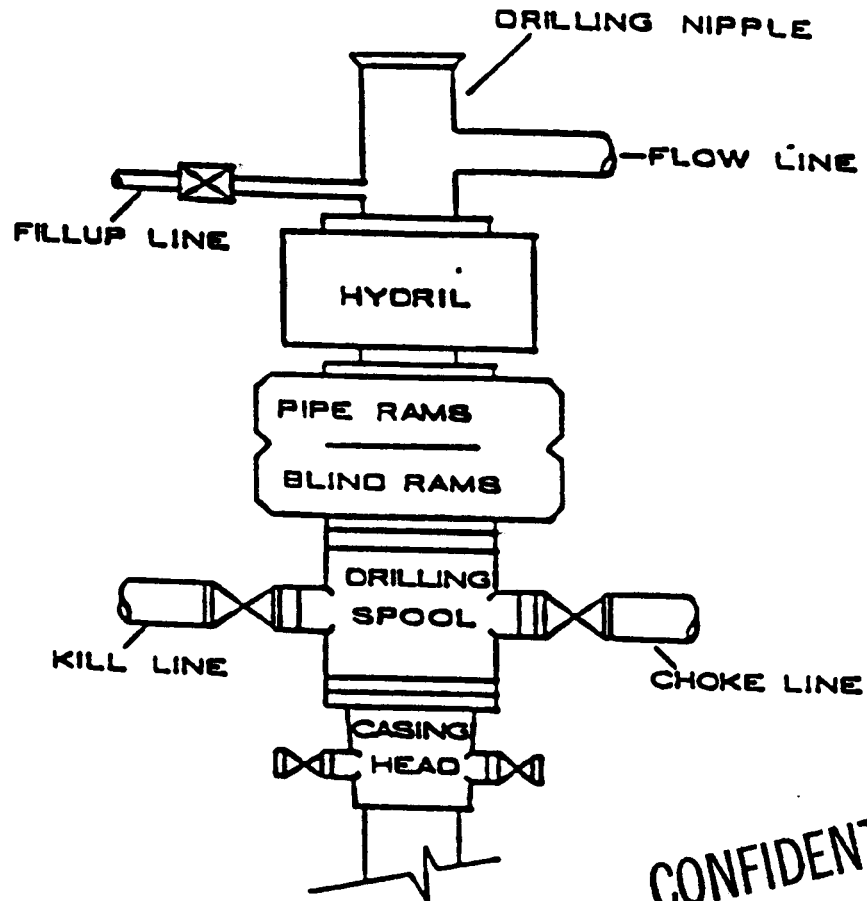 DRILLING NIPPLE
FLOW LINE
FILLUP LINE
HYDRIL
PIPE RAMS
BLIND RAMS
DRILLING
SPOOL
KILL LINE
CHOKE LINE
CASING
HEAD
CONFIDENT